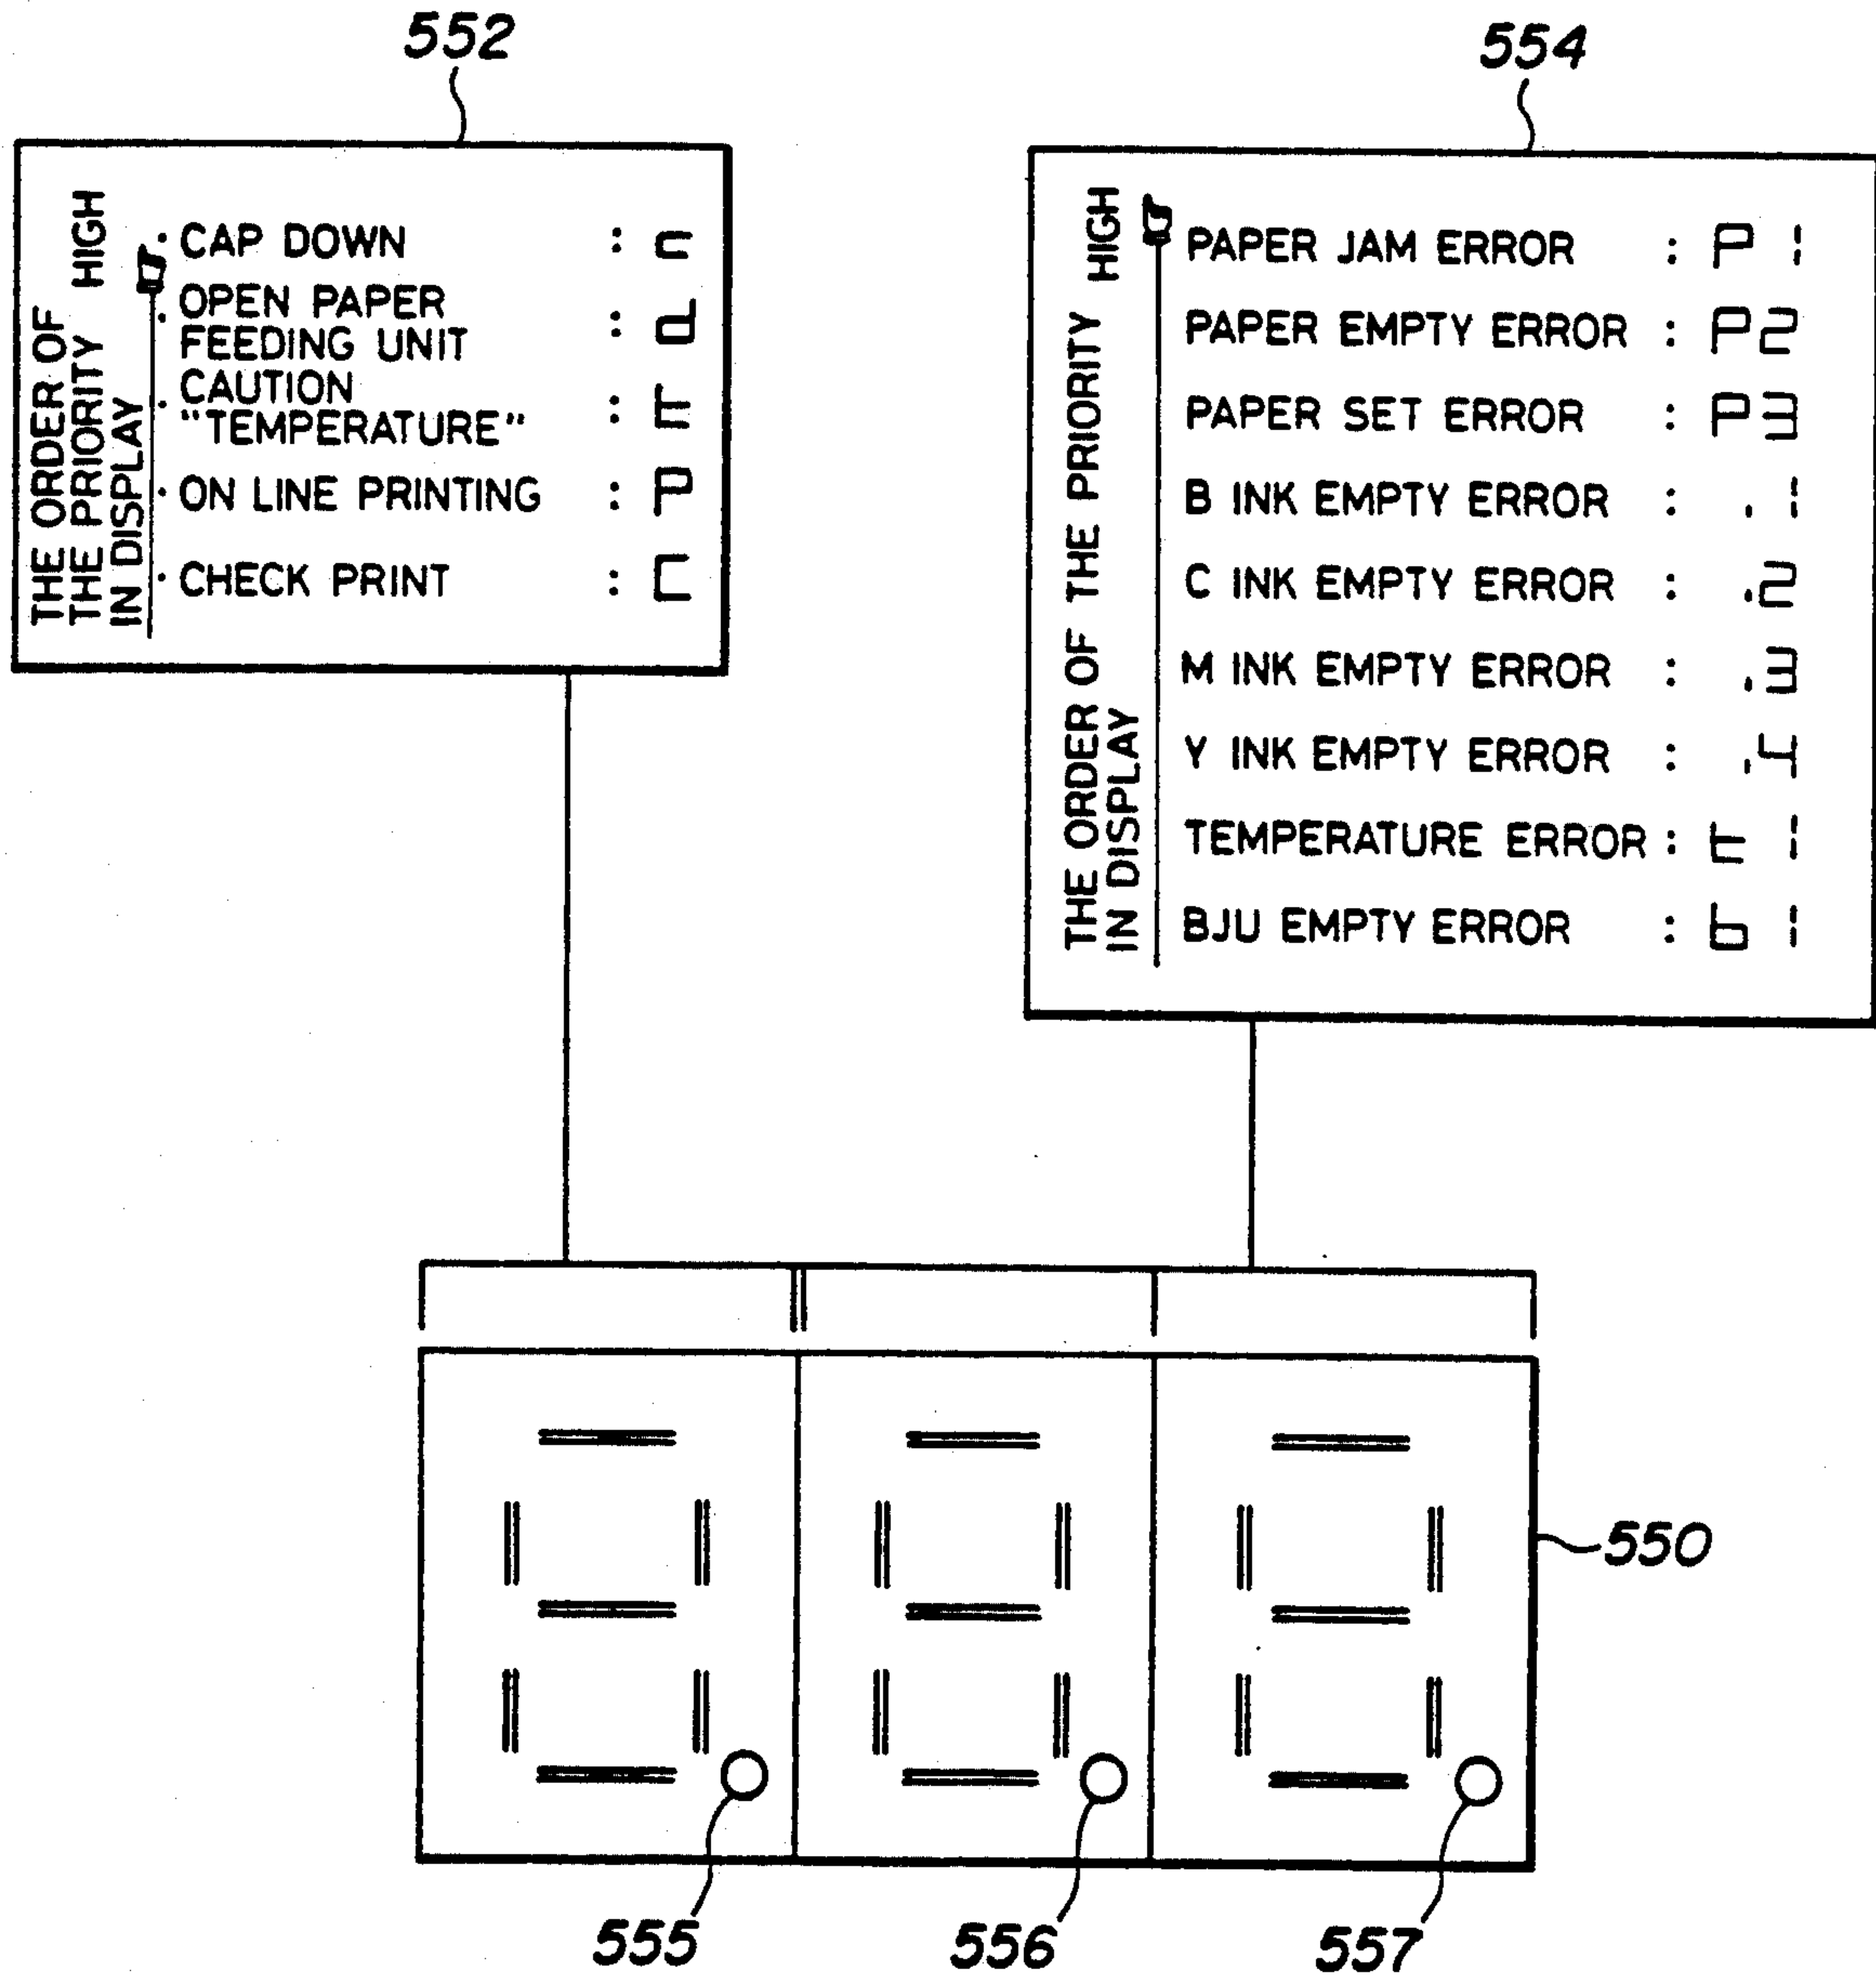 552
THE ORDER OF
THE PRIORITY HIGH
IN DISPLAY
· CAP DOWN : n
· OPEN PAPER
FEEDING UNIT : d
· CAUTION
"TEMPERATURE" : t
· ON LINE PRINTING : P
· CHECK PRINT : C
554
THE ORDER OF THE PRIORITY HIGH
IN DISPLAY
PAPER JAM ERROR : P1
PAPER EMPTY ERROR : P2
PAPER SET ERROR : P3
B INK EMPTY ERROR : .1
C INK EMPTY ERROR : .2
M INK EMPTY ERROR : .3
Y INK EMPTY ERROR : .4
TEMPERATURE ERROR : t1
BJU EMPTY ERROR : b1
550
555
556
557